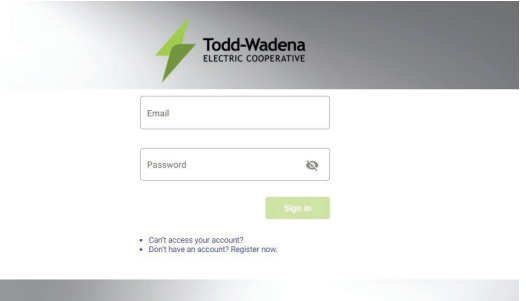 Todd-Wadena
ELECTRIC COOPERATIVE
Email
Password
Sign In
Can't access your account?
Don't have an account? Register now.